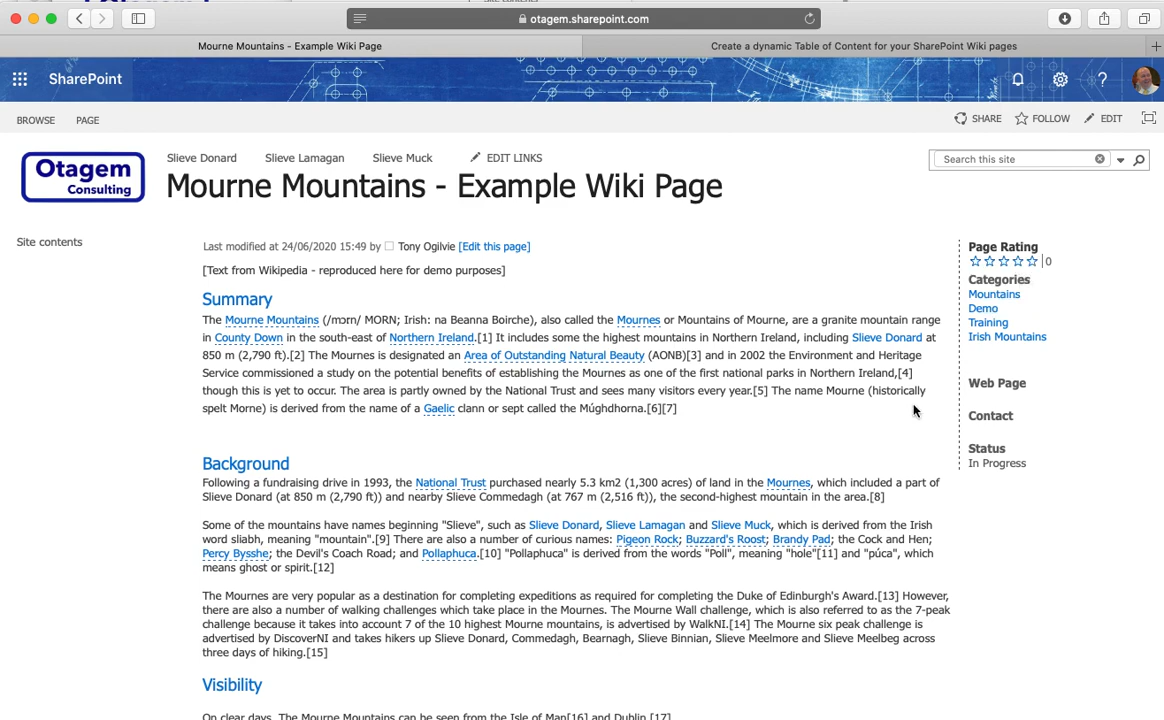 otagem.sharepoint.com
Mourne Mountains - Example Wiki Page
Create a dynamic Table of Content for your SharePoint Wiki pages
SharePoint
BROWSE PAGE
SHARE FOLLOW EDIT
Otagem
Consulting
Slieve Donard Slieve Lamagan Slieve Muck EDIT LINKS
Search this site
Mourne Mountains - Example Wiki Page
Site contents
Last modified at 24/06/2020 15:49 by Tony Ogilvie [Edit this page]
[Text from Wikipedia - reproduced here for demo purposes]
Summary
The Mourne Mountains (/mɔrn/ MORN; Irish: na Beanna Boirche), also called the Mournes or Mountains of Mourne, are a granite mountain range
in County Down in the south-east of Northern Ireland.[1] It includes some the highest mountains in Northern Ireland, including Slieve Donard at
850 m (2,790 ft).[2] The Mournes is designated an Area of Outstanding Natural Beauty (AONB)[3] and in 2002 the Environment and Heritage
Service commissioned a study on the potential benefits of establishing the Mournes as one of the first national parks in Northern Ireland,[4]
though this is yet to occur. The area is partly owned by the National Trust and sees many visitors every year.[5] The name Mourne (historically
spelt Morne) is derived from the name of a Gaelic clann or sept called the Múghdhorna.[6][7]
Background
Following a fundraising drive in 1993, the National Trust purchased nearly 5.3 km2 (1,300 acres) of land in the Mournes, which included a part of
Slieve Donard (at 850 m (2,790 ft)) and nearby Slieve Commedagh (at 767 m (2,516 ft)), the second-highest mountain in the area.[8]
Some of the mountains have names beginning "Slieve", such as Slieve Donard, Slieve Lamagan and Slieve Muck, which is derived from the Irish
word sliabh, meaning "mountain".[9] There are also a number of curious names: Pigeon Rock; Buzzard's Roost; Brandy Pad; the Cock and Hen;
Percy Bysshe; the Devil's Coach Road; and Pollaphuca.[10] "Pollaphuca" is derived from the words "Poll", meaning "hole"[11] and "púca", which
means ghost or spirit.[12]
The Mournes are very popular as a destination for completing expeditions as required for completing the Duke of Edinburgh's Award.[13] However,
there are also a number of walking challenges which take place in the Mournes. The Mourne Wall challenge, which is also referred to as the 7-peak
challenge because it takes into account 7 of the 10 highest Mourne mountains, is advertised by WalkNI.[14] The Mourne six peak challenge is
advertised by DiscoverNI and takes hikers up Slieve Donard, Commedagh, Bearnagh, Slieve Binnian, Slieve Meelmore and Slieve Meelbeg across
three days of hiking.[15]
Visibility
On clear days, The Mourne Mountains can be seen from the Isle of Man[16] and Dublin.[17]
Page Rating
0
Categories
Mountains
Demo
Training
Irish Mountains
Web Page
Contact
Status
In Progress